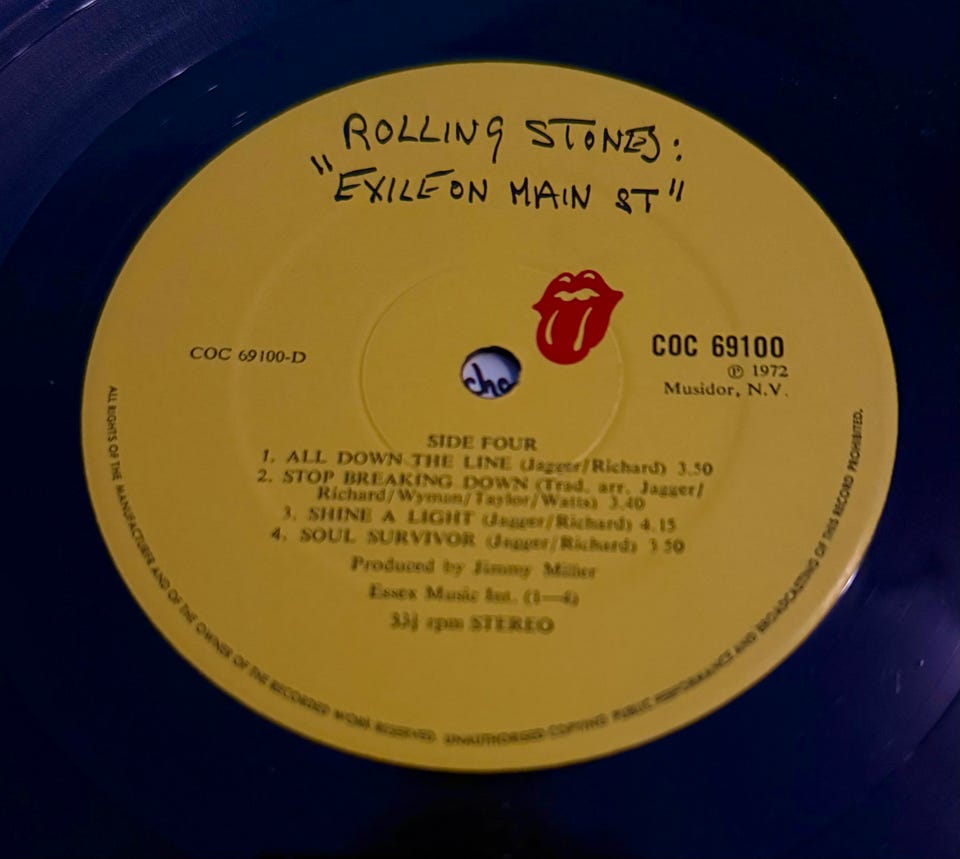 ROLLING STONES:
"EXILE ON MAIN ST"
COC 69100-D
COC 69100
℗ 1972
Musidor, N.V.
cho
SIDE FOUR
1. ALL DOWN THE LINE (Jagger/Richard) 3.50
2. STOP BREAKING DOWN (Trad. arr. Jagger/
Richard/Wyman/Taylor/Watts) 3.40
3. SHINE A LIGHT (Jagger/Richard) 4.15
4. SOUL SURVIVOR (Jagger/Richard) 3 50
Produced by Jimmy Miller
Essex Music Int. (1—4)
33⅓ rpm STEREO
ALL RIGHTS OF THE MANUFACTURER AND OF THE OWNER OF THE RECORDED WORK RESERVED. UNAUTHORISED COPYING PUBLIC PERFORMANCE AND BROADCASTING OF THIS RECORD PROHIBITED.